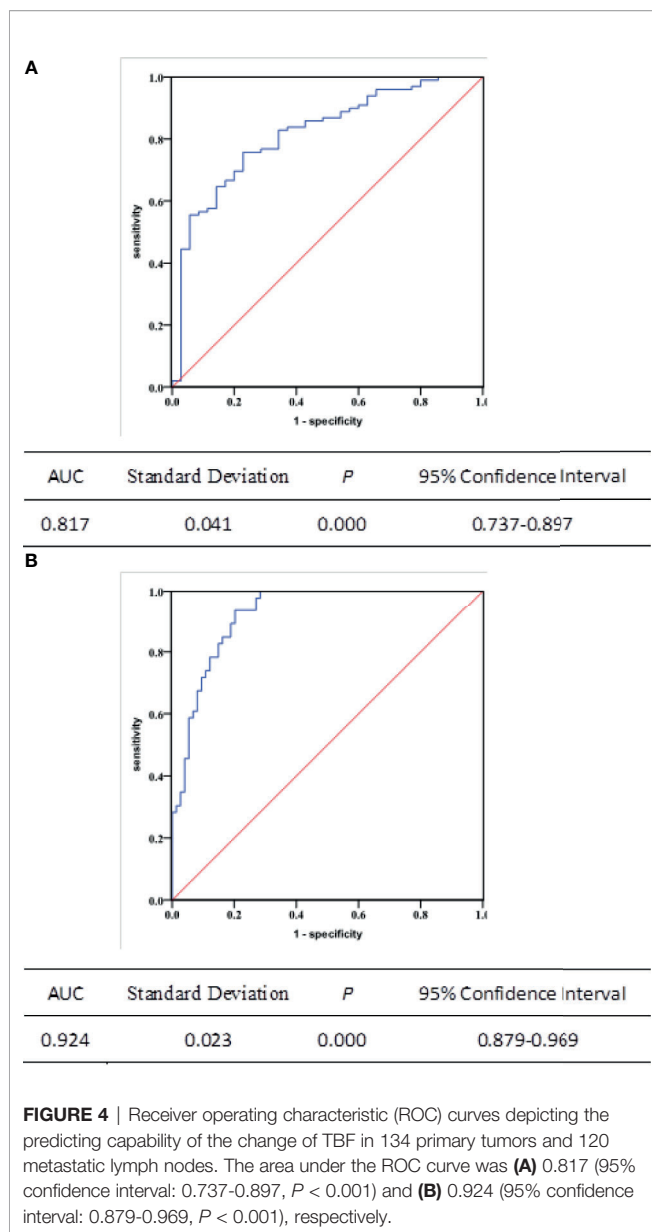 A
1.0
0.8
0.6
0.4
0.2
0.0
sensitivity
0.0 0.2 0.4 0.6 0.8 1.0
1 - specificity
AUC Standard Deviation P 95% Confidence Interval
0.817 0.041 0.000 0.737-0.897
B
1.0
0.8
0.6
0.4
0.2
0.0
sensitivity
0.0 0.2 0.4 0.6 0.8 1.0
1 - specificity
AUC Standard Deviation P 95% Confidence Interval
0.924 0.023 0.000 0.879-0.969
FIGURE 4 | Receiver operating characteristic (ROC) curves depicting the
predicting capability of the change of TBF in 134 primary tumors and 120
metastatic lymph nodes. The area under the ROC curve was (A) 0.817 (95%
confidence interval: 0.737-0.897, P < 0.001) and (B) 0.924 (95% confidence
interval: 0.879-0.969, P < 0.001), respectively.